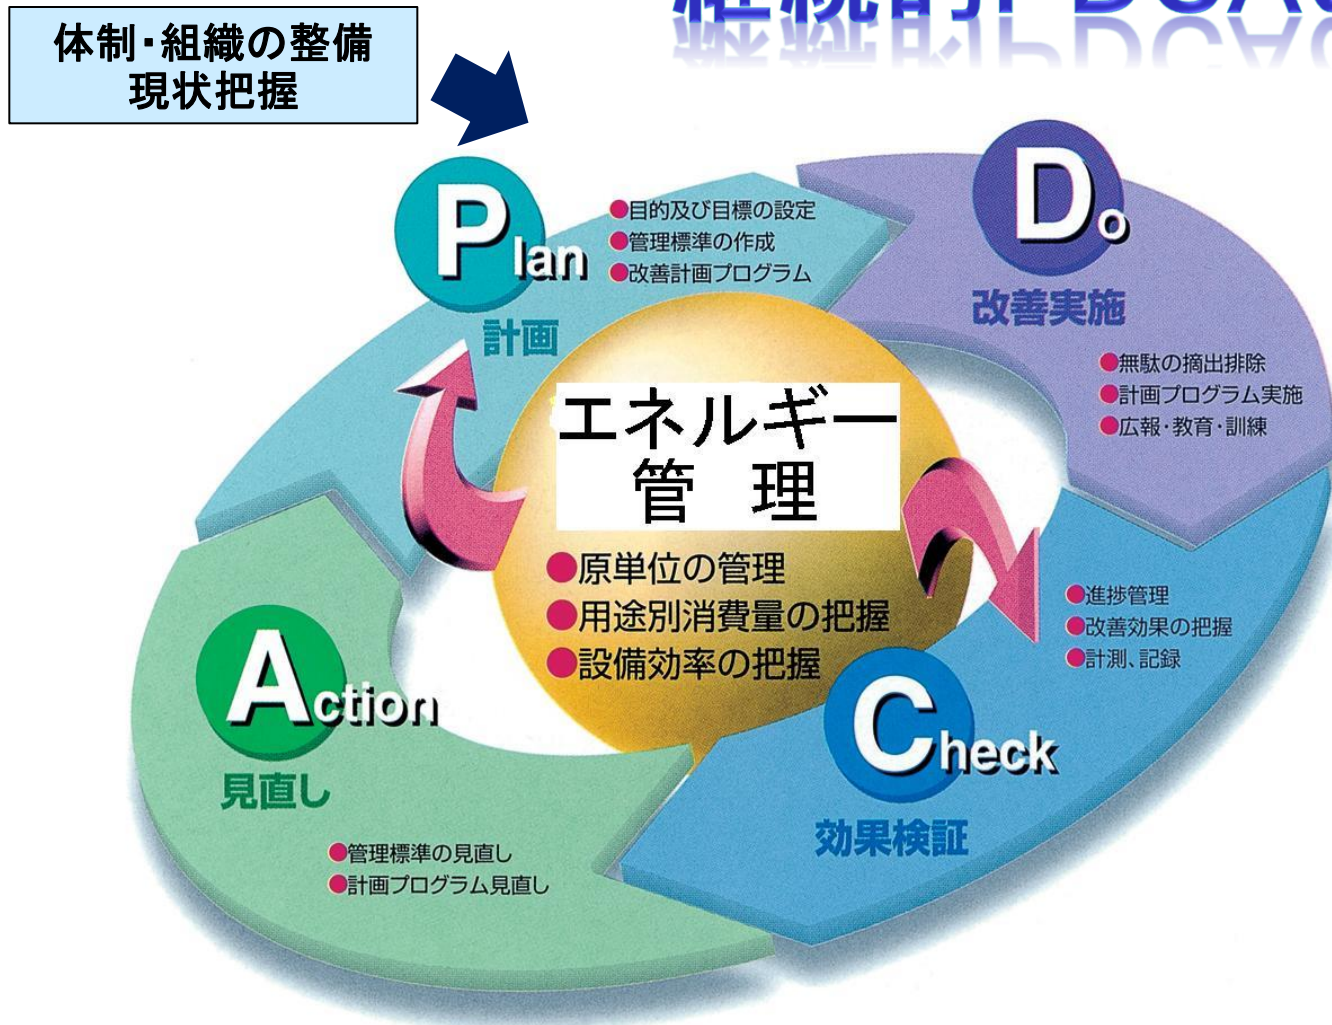 継続的PDCA
体制・組織の整備
現状把握
Plan
計画
●目的及び目標の設定
●管理標準の作成
●改善計画プログラム
Do
改善実施
●無駄の摘出排除
●計画プログラム実施
●広報・教育・訓練
エネルギー
管 理
●原単位の管理
●用途別消費量の把握
●設備効率の把握
●進捗管理
●改善効果の把握
●計測、記録
Check
効果検証
Action
見直し
●管理標準の見直し
●計画プログラム見直し